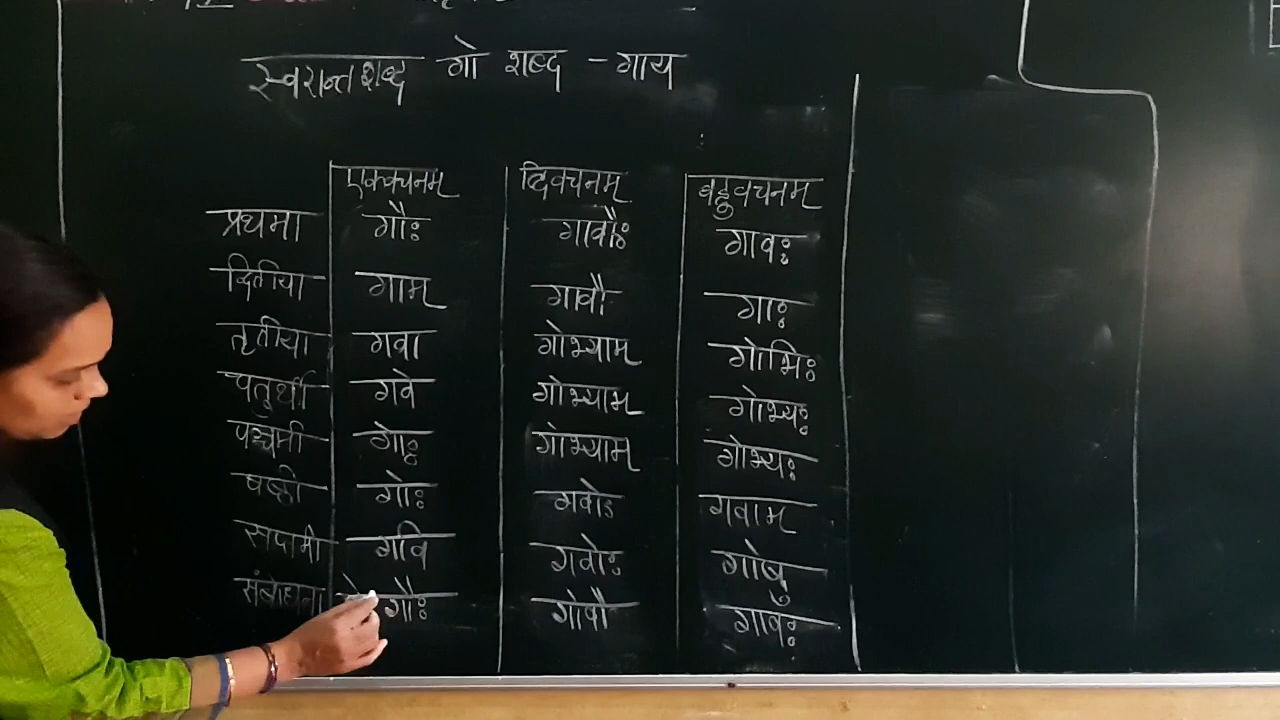 स्वरान्त शब्द गो शब्द - गाय
एकवचनम् द्विवचनम् बहुवचनम्
प्रथमा गौः गावौः गावः
द्वितीया गाम् गावौ गाः
तृतीया गवा गोभ्याम् गोभिः
चतुर्थी गवे गोभ्याम् गोभ्यः
पञ्चमी गोः गोभ्याम् गोभ्यः
षष्ठी गोः गवोः गवाम्
सप्तमी गवि गवोः गोषु
संबोधना गौः गोवौ गावः